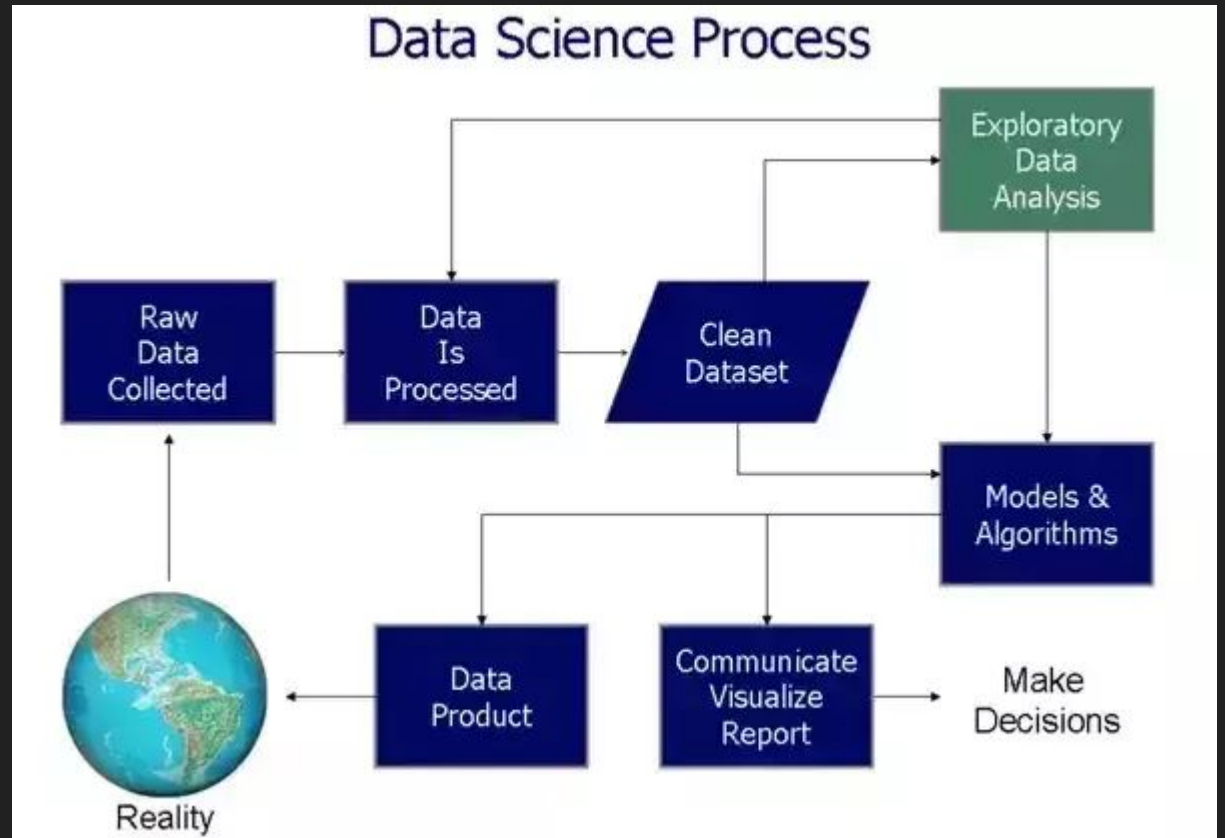 Data Science Process
Exploratory
Data
Analysis
Raw
Data
Collected
Data
Is
Processed
Clean
Dataset
Models &
Algorithms
Data
Product
Communicate
Visualize
Report
Make
Decisions
Reality